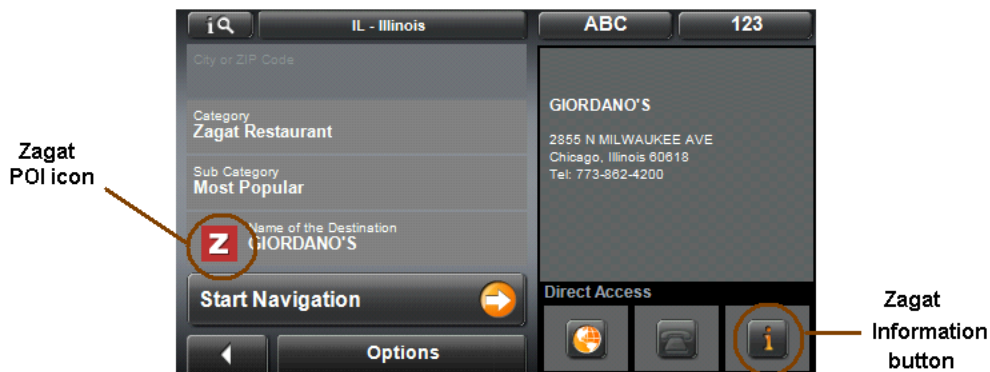 IL - Illinois
ABC
123
City or ZIP Code
Category
Zagat Restaurant
Sub Category
Most Popular
Name of the Destination
GIORDANO'S
Z
Start Navigation
Options
GIORDANO'S
2855 N MILWAUKEE AVE
Chicago, Illinois 60618
Tel: 773-862-4200
Direct Access
i
Zagat
POI icon
Zagat
Information
button